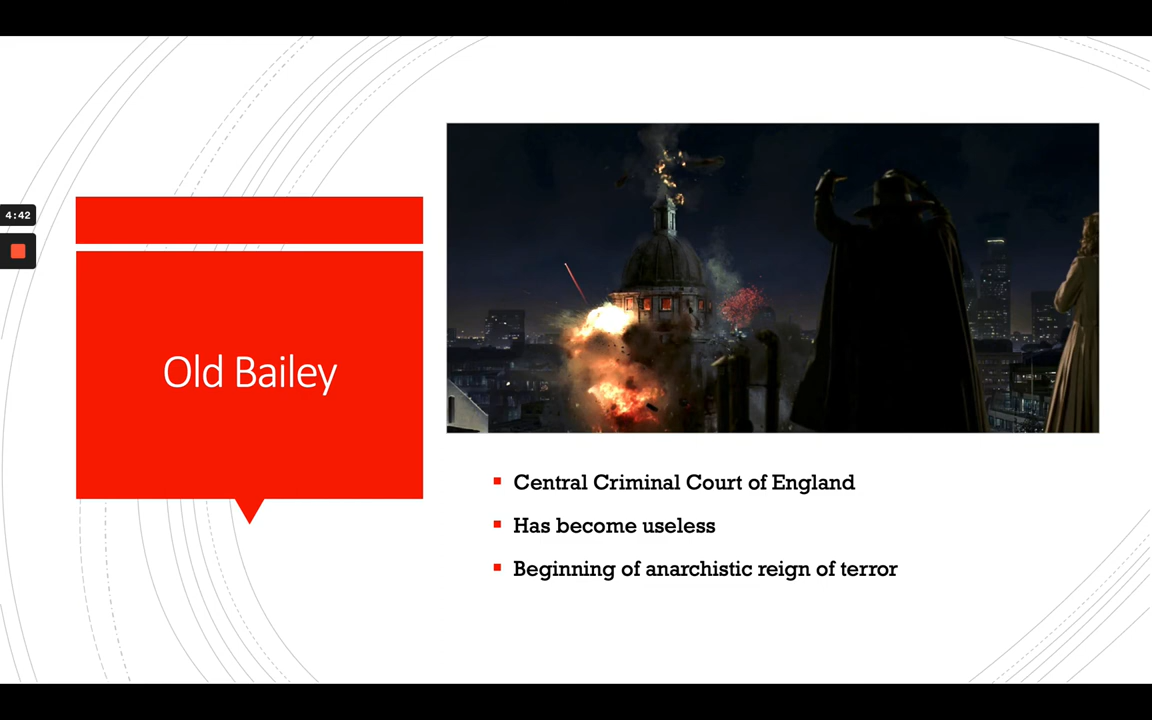 4:42
Old Bailey
Central Criminal Court of England
Has become useless
Beginning of anarchistic reign of terror